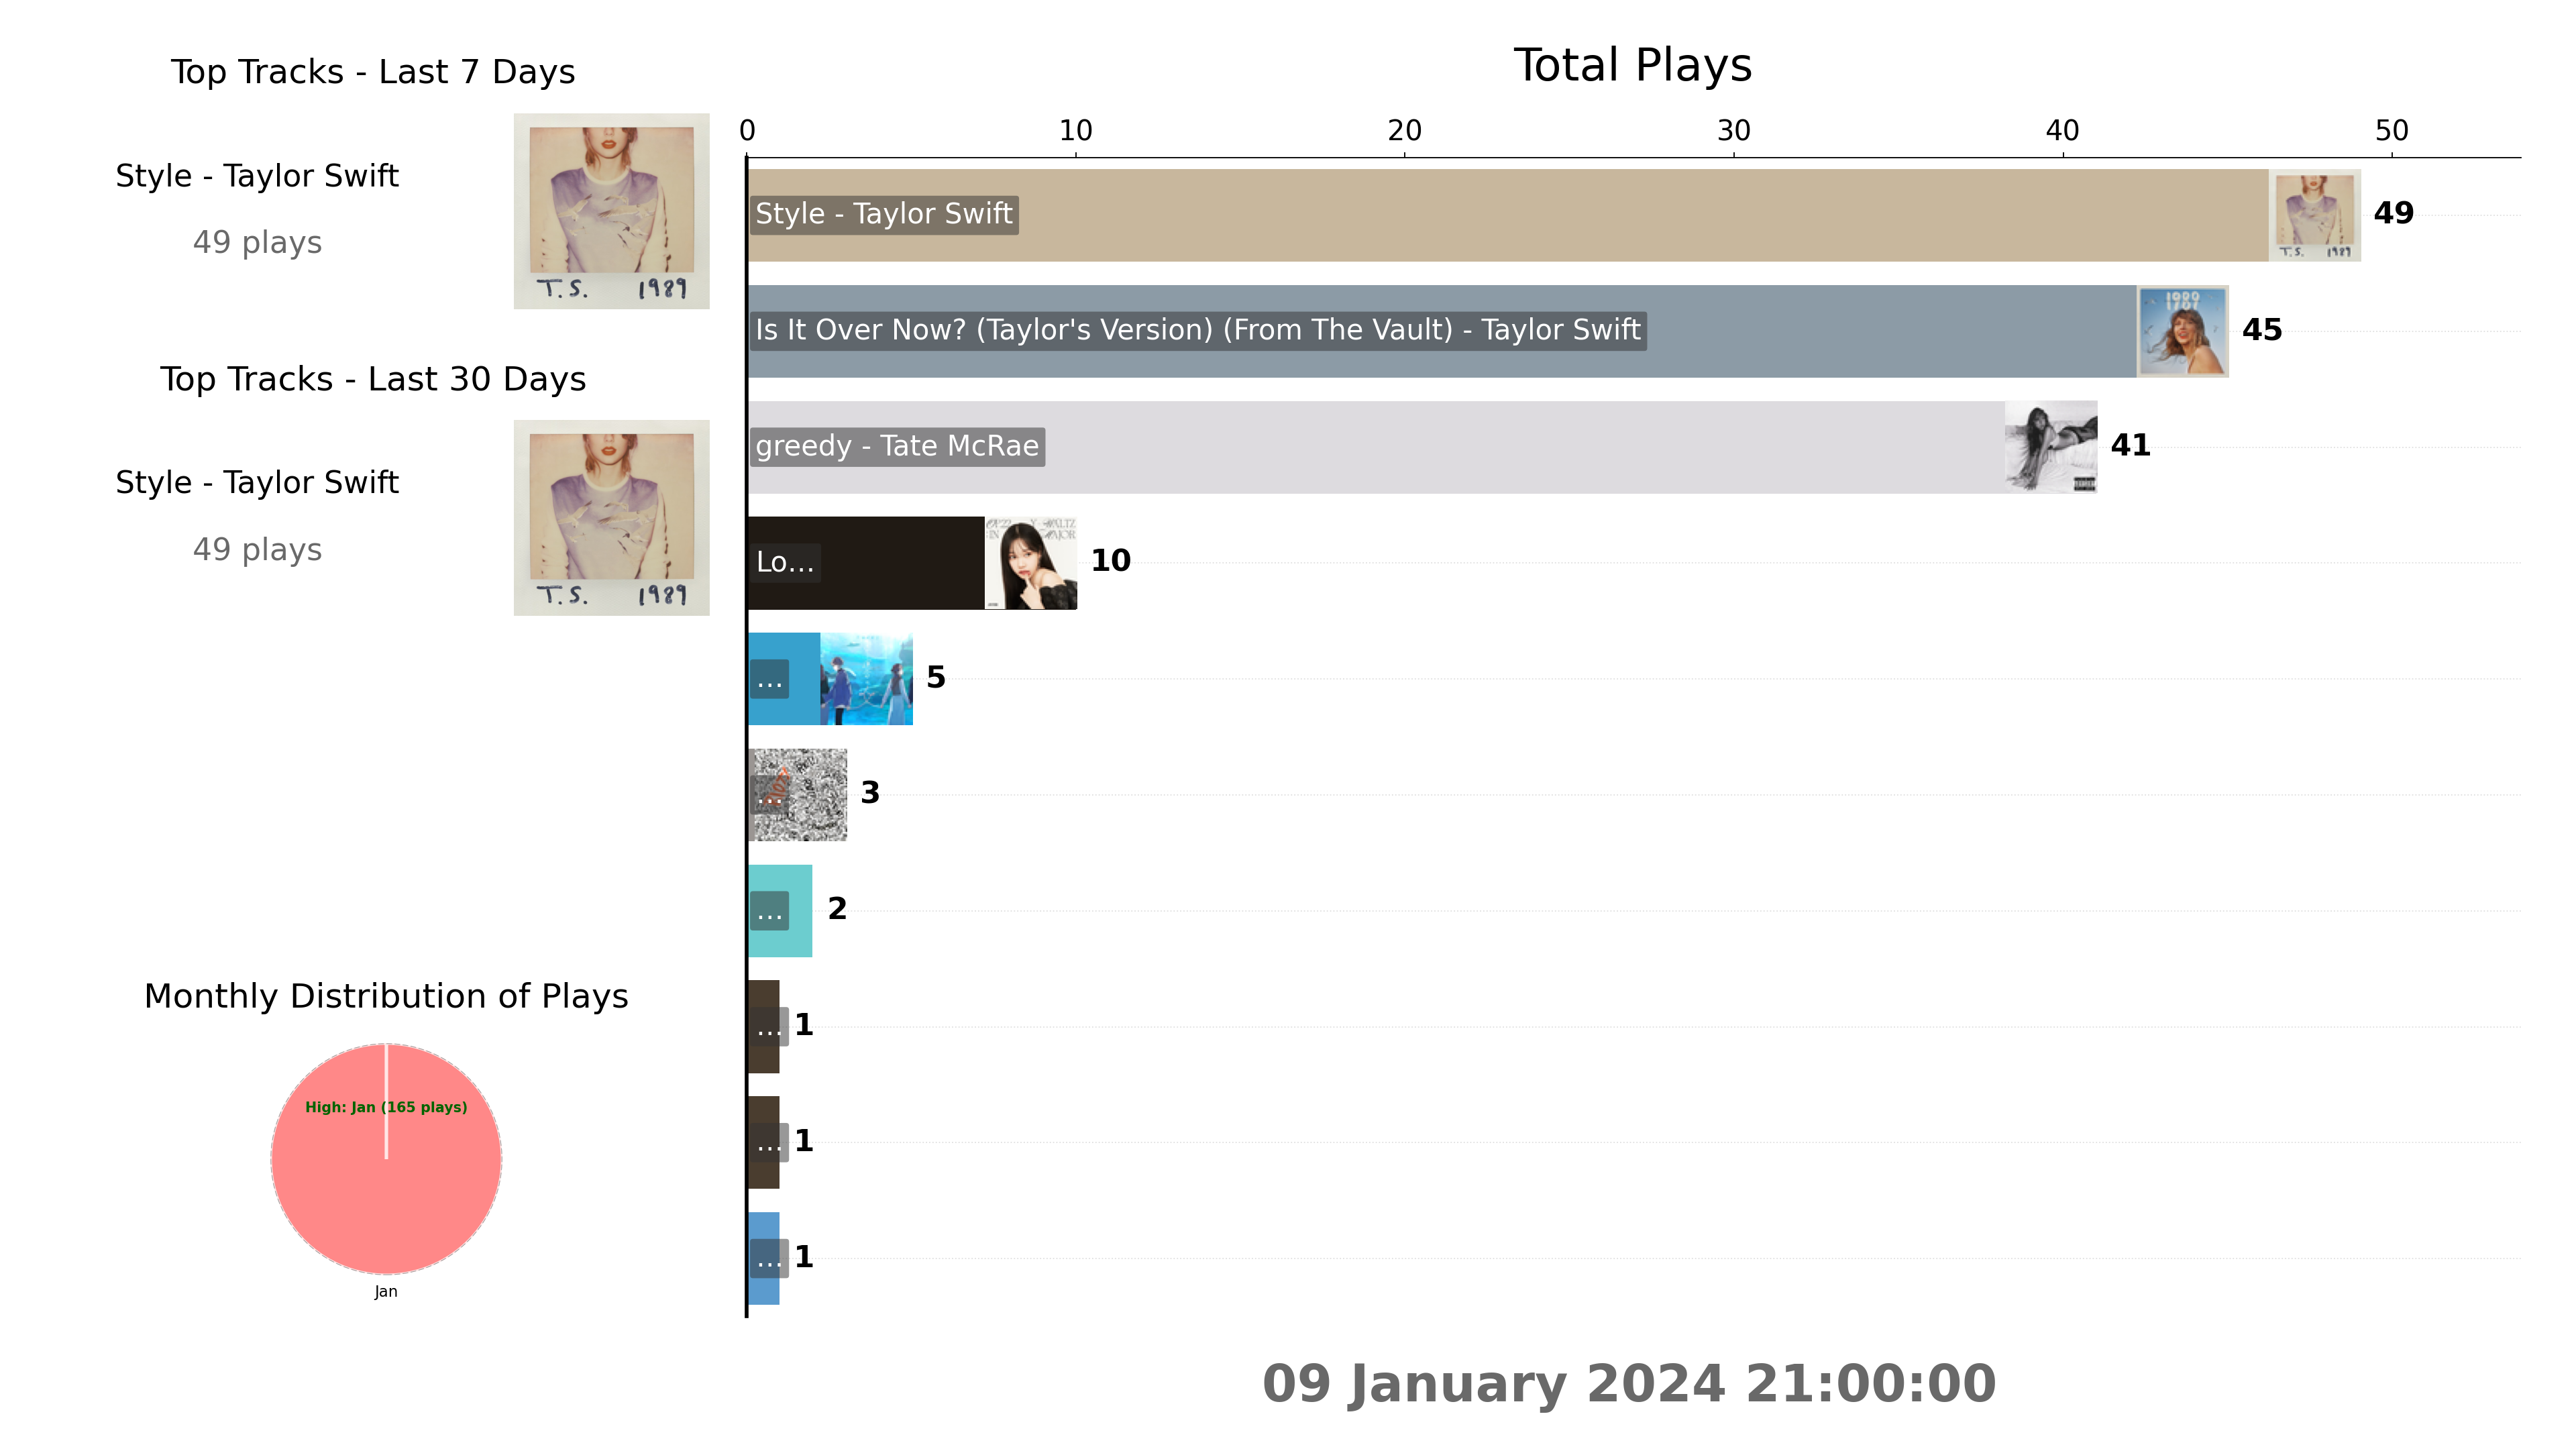 Top Tracks - Last 7 Days
Style - Taylor Swift
49 plays
T.S. 1989
Top Tracks - Last 30 Days
Style - Taylor Swift
49 plays
T.S. 1989
Monthly Distribution of Plays
High: Jan (165 plays)
Jan
Total Plays
0 10 20 30 40 50
Style - Taylor Swift
T.S. 1989
49
Is It Over Now? (Taylor's Version) (From The Vault) - Taylor Swift
45
greedy - Tate McRae
41
Lo...
10
...
5
...
3
...
2
...
1
...
1
...
1
09 January 2024 21:00:00